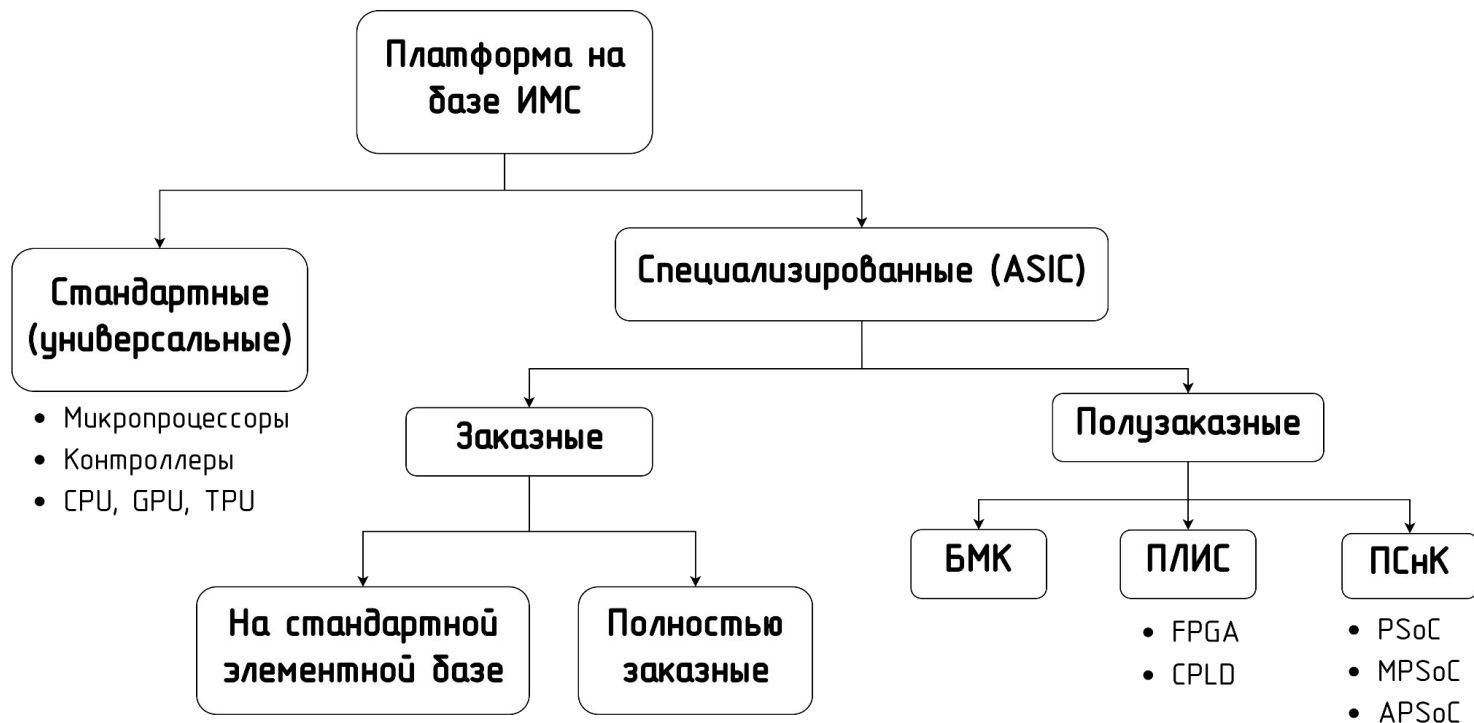 Платформа на
базе ИМС
Стандартные
(универсальные)
• Микропроцессоры
• Контроллеры
• CPU, GPU, TPU
Специализированные (ASIC)
Заказные
На стандартной
элементной базе
Полностью
заказные
Полузаказные
БМК
ПЛИС
• FPGA
• CPLD
ПСнК
• PSoC
• MPSoC
• APSoC